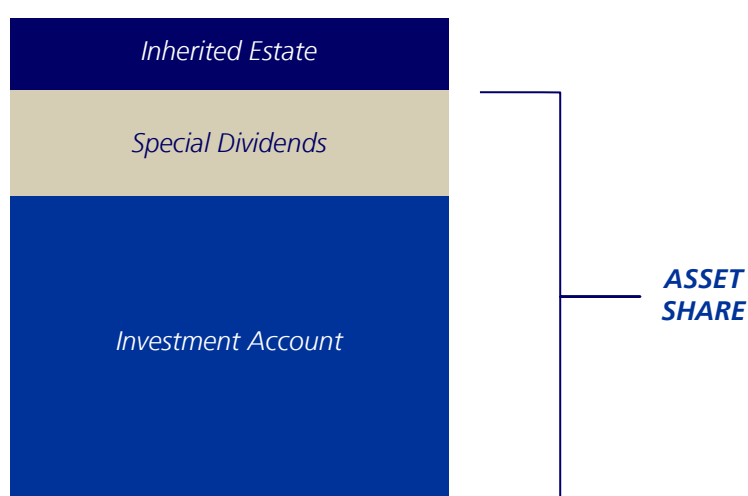 Inherited Estate
Special Dividends
ASSET
SHARE
Investment Account